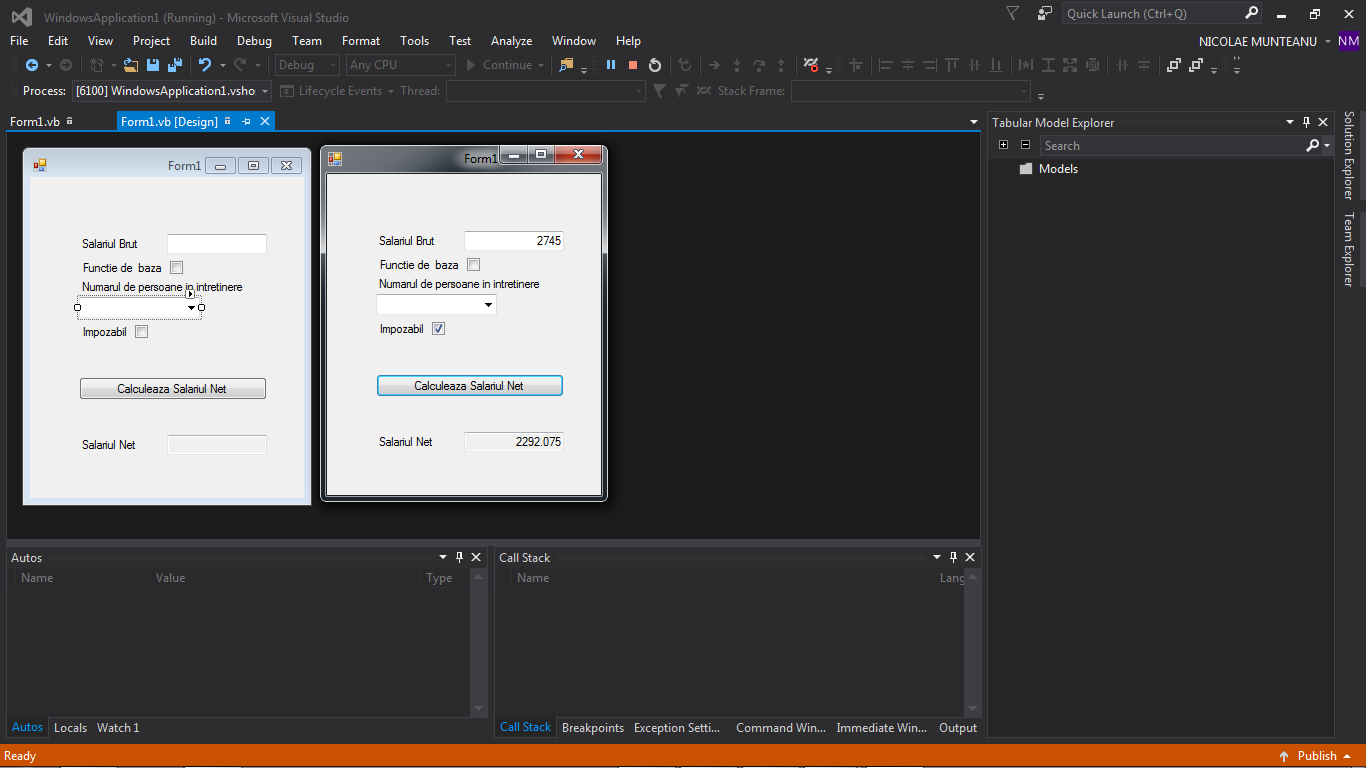 WindowsApplication1 (Running) - Microsoft Visual Studio
Quick Launch (Ctrl+Q)
File Edit View Project Build Debug Team Format Tools Test Analyze Window Help
NICOLAE MUNTEANU NM
Debug Any CPU Continue
Process: [6100] WindowsApplication1.vsho Lifecycle Events Thread: Stack Frame:
Form1.vb Form1.vb [Design]
Tabular Model Explorer
Search
Models
Solution Explorer
Team Explorer
Form1
Salariul Brut
Functie de baza
Numarul de persoane in intretinere
Impozabil
Calculeaza Salariul Net
Salariul Net
Form1
Salariul Brut 2745
Functie de baza
Numarul de persoane in intretinere
Impozabil
Calculeaza Salariul Net
Salariul Net 2292.075
Autos
Name Value Type
Autos Locals Watch 1
Call Stack
Name Lang
Call Stack Breakpoints Exception Setti... Command Win... Immediate Win... Output
Ready
Publish